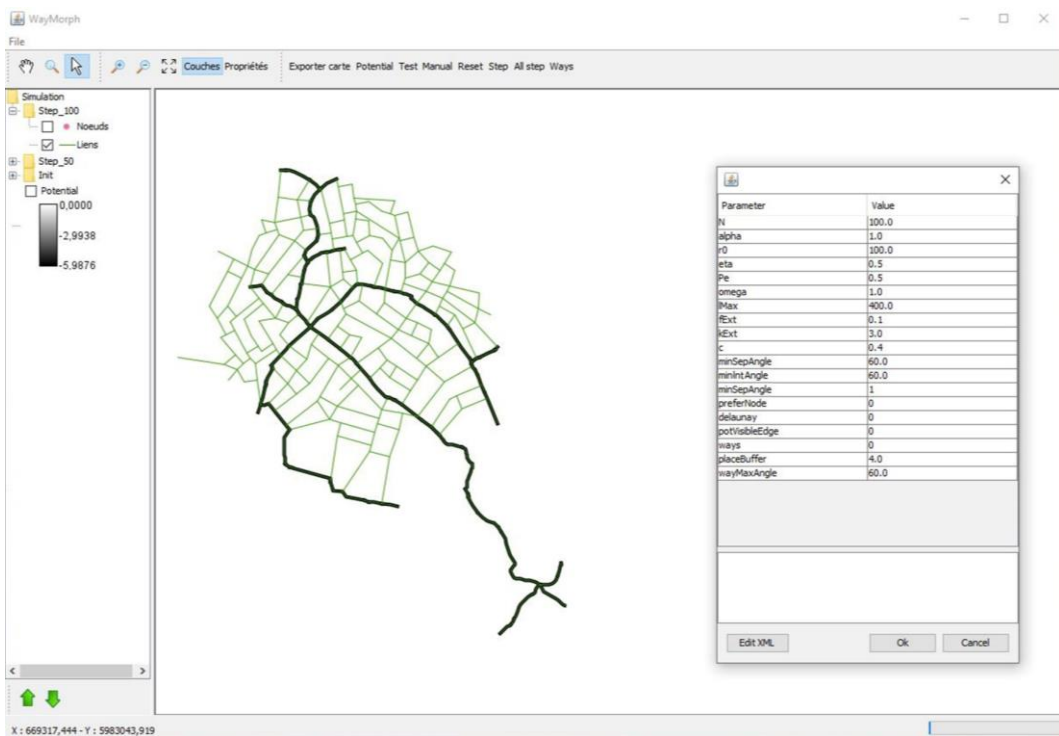 WayMorph
File
Couches Propriétés Exporter carte Potential Test Manual Reset Step All step Ways
Simulation
Step_100
Noeuds
Liens
Step_50
Init
Potential
0,0000
-2,9938
-5,9876
Parameter Value
N 100.0
alpha 1.0
r0 100.0
eta 0.5
Pe 0.5
omega 1.0
lMax 400.0
fExt 0.1
kExt 3.0
c 0.4
minSepAngle 60.0
minIntAngle 60.0
minSepAngle 1
preferNode 0
delaunay 0
potVisibleEdge 0
ways 0
placeBuffer 4.0
wayMaxAngle 60.0
Edit XML Ok Cancel
X : 669317,444 - Y : 5983043,919